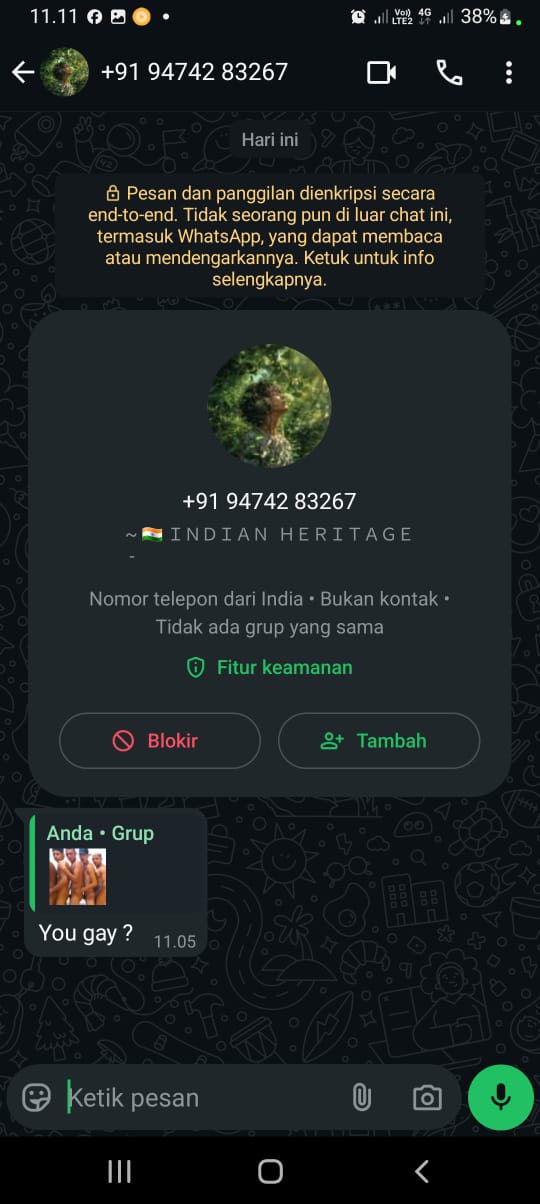 11.11
Vo)) LTE2 4G 38%
+91 94742 83267
Hari ini
Pesan dan panggilan dienkripsi secara
end-to-end. Tidak seorang pun di luar chat ini,
termasuk WhatsApp, yang dapat membaca
atau mendengarkannya. Ketuk untuk info
selengkapnya.
+91 94742 83267
~🇮🇳 I N D I A N  H E R I T A G E
-
Nomor telepon dari India • Bukan kontak •
Tidak ada grup yang sama
Fitur keamanan
Blokir
Tambah
Anda • Grup
You gay ?
11.05
Ketik pesan